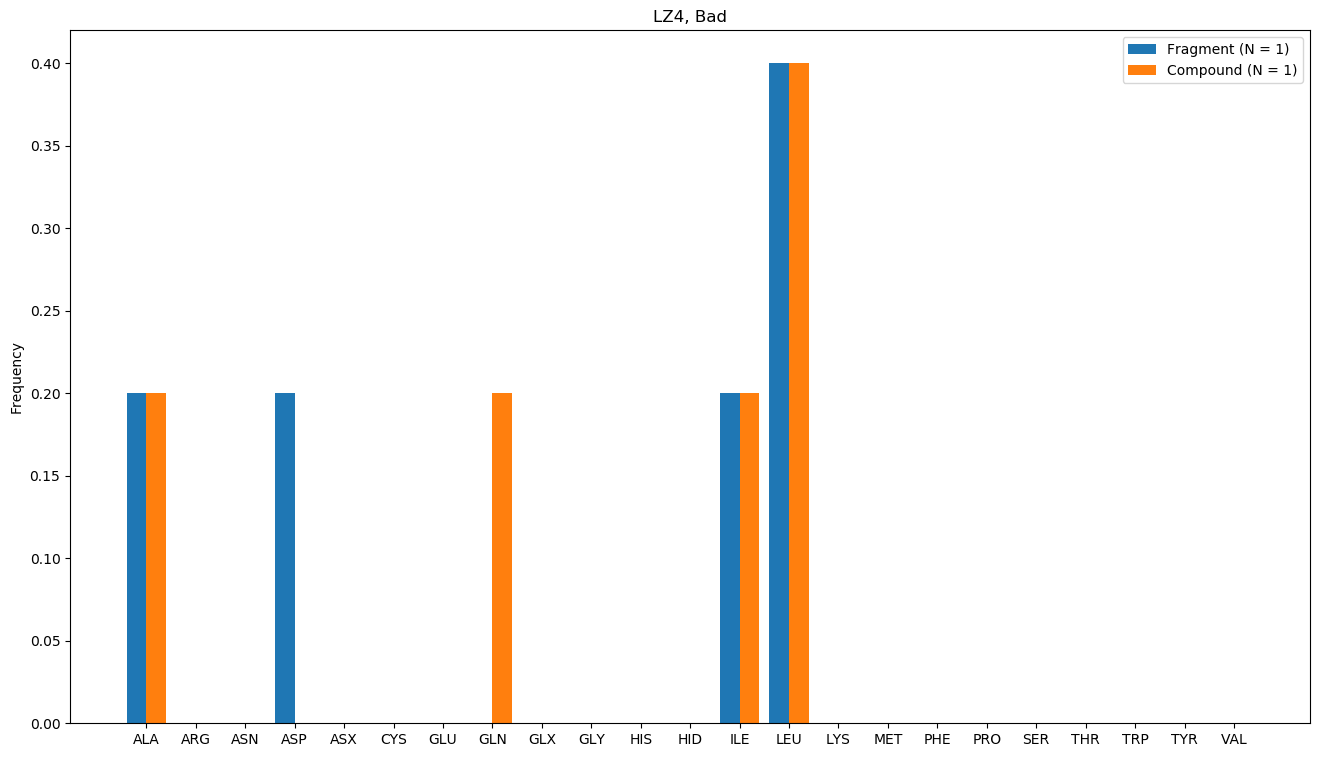 LZ4, Bad
Fragment (N = 1)
Compound (N = 1)
Frequency
0.40
0.35
0.30
0.25
0.20
0.15
0.10
0.05
0.00
ALA ARG ASN ASP ASX CYS GLU GLN GLX GLY HIS HID ILE LEU LYS MET PHE PRO SER THR TRP TYR VAL